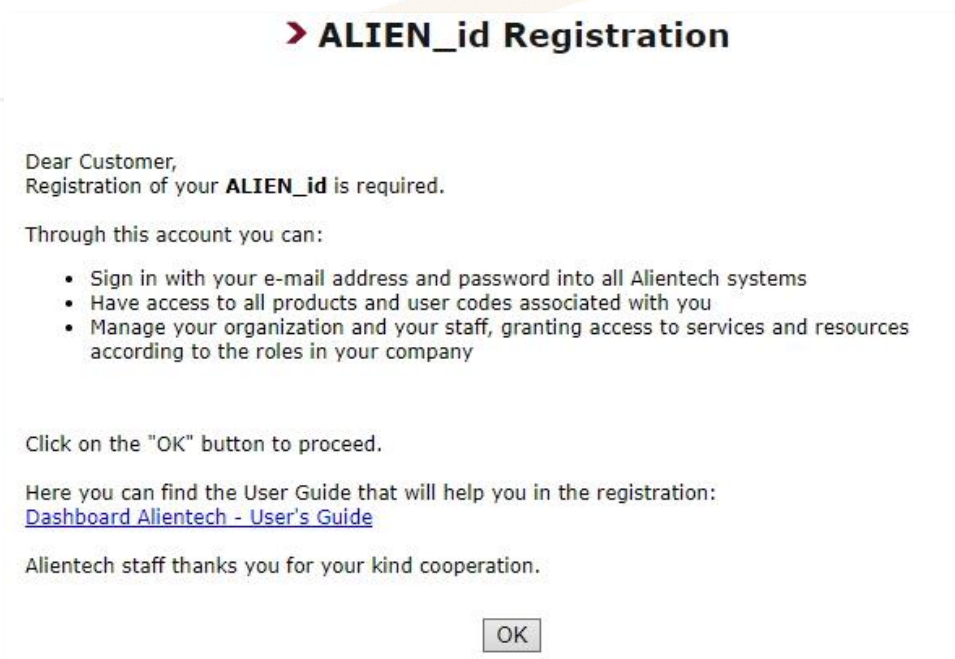 > ALIEN_id Registration
Dear Customer,
Registration of your ALIEN_id is required.
Through this account you can:
• Sign in with your e-mail address and password into all Alientech systems
• Have access to all products and user codes associated with you
• Manage your organization and your staff, granting access to services and resources
according to the roles in your company
Click on the "OK" button to proceed.
Here you can find the User Guide that will help you in the registration:
Dashboard Alientech - User's Guide
Alientech staff thanks you for your kind cooperation.
OK